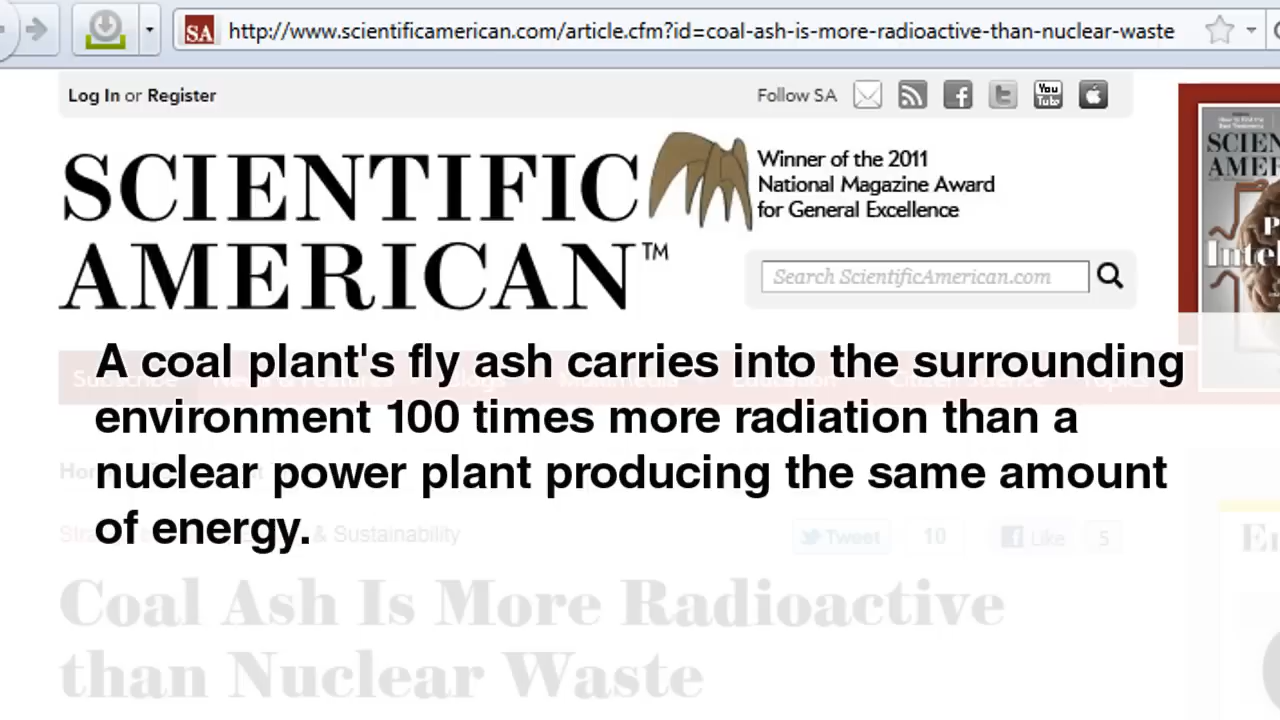 http://www.scientificamerican.com/article.cfm?id=coal-ash-is-more-radioactive-than-nuclear-waste
Log In or Register
Follow SA
You Tube
SCIENTIFIC
AMERICAN™
Winner of the 2011
National Magazine Award
for General Excellence
Search ScientificAmerican.com
A coal plant's fly ash carries into the surrounding
environment 100 times more radiation than a
nuclear power plant producing the same amount
of energy.
& Sustainability
Tweet
10
Like
5
Coal Ash Is More Radioactive
than Nuclear Waste